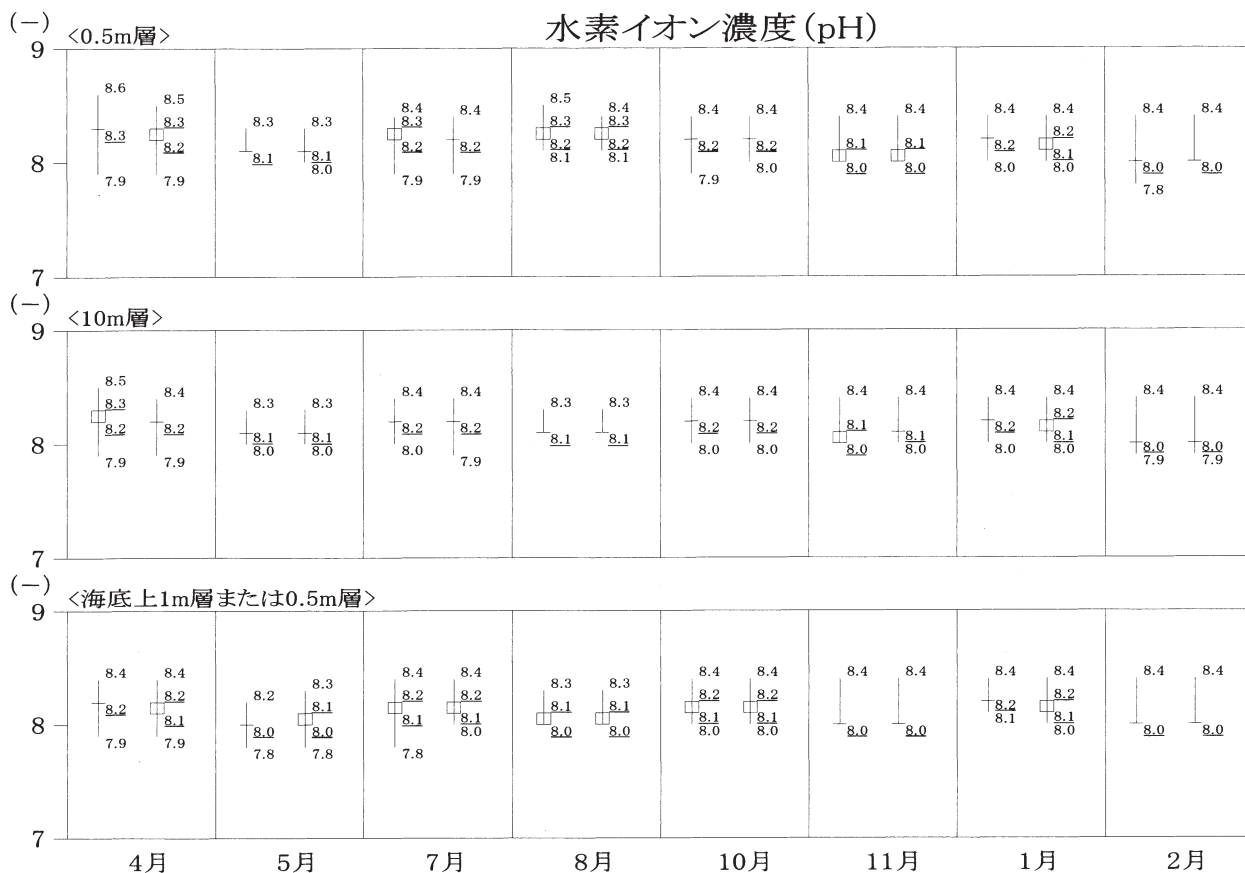 水素イオン濃度(pH)
(－)
<0.5m層>
9
8
7
8.6 8.5 8.3 8.3 8.4 8.4 8.5 8.4 8.4 8.4 8.4 8.4 8.4 8.4 8.4 8.4
8.3 8.3 8.3 8.3 8.2
8.3 8.2 8.1 8.1 8.2 8.2 8.2 8.2 8.2 8.2 8.1 8.1 8.2 8.1 8.0 8.0
7.9 7.9 8.0 7.9 7.9 8.1 8.1 7.9 8.0 8.0 8.0 8.0 8.0 7.8
(－)
<10m層>
9
8
7
8.5 8.4 8.3 8.3 8.4 8.4 8.3 8.3 8.4 8.4 8.4 8.4 8.4 8.4 8.4 8.4
8.3 8.2
8.2 8.2 8.1 8.1 8.2 8.2 8.1 8.1 8.2 8.2 8.1 8.1 8.2 8.1 8.0 8.0
7.9 7.9 8.0 8.0 8.0 7.9 8.0 8.0 8.0 8.0 8.0 8.0 7.9 7.9
(－)
<海底上1m層または0.5m層>
9
8
7
8.4 8.4 8.2 8.3 8.4 8.4 8.3 8.3 8.4 8.4 8.4 8.4 8.4 8.4 8.4 8.4
8.2 8.1 8.2 8.2 8.1 8.1 8.2 8.2 8.2
8.2 8.1 8.0 8.0 8.1 8.1 8.0 8.0 8.1 8.1 8.0 8.0 8.2 8.1 8.0 8.0
7.9 7.9 7.8 7.8 7.8 8.0 8.0 8.0 8.1 8.0
4月 5月 7月 8月 10月 11月 1月 2月